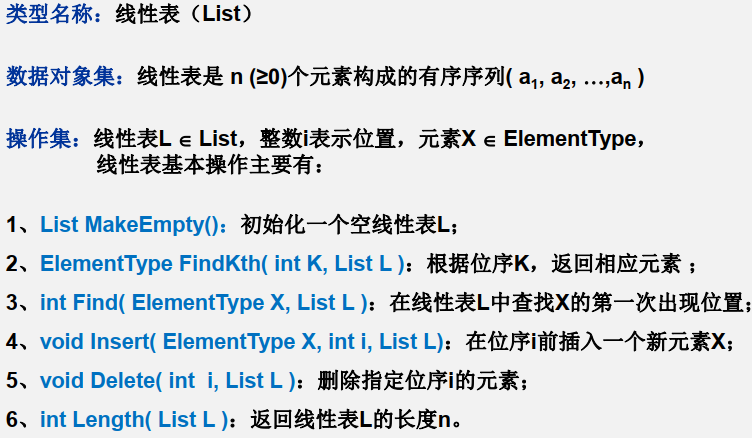 类型名称：线性表（List）
数据对象集：线性表是 n (≥0)个元素构成的有序序列( a₁, a₂, …,aₙ )
操作集：线性表L ∈ List，整数i表示位置，元素X ∈ ElementType，
线性表基本操作主要有：
1、List MakeEmpty()：初始化一个空线性表L；
2、ElementType FindKth( int K, List L )：根据位序K，返回相应元素 ；
3、int Find( ElementType X, List L )：在线性表L中查找X的第一次出现位置；
4、void Insert( ElementType X, int i, List L)：在位序i前插入一个新元素X；
5、void Delete( int i, List L )：删除指定位序i的元素；
6、int Length( List L )：返回线性表L的长度n。